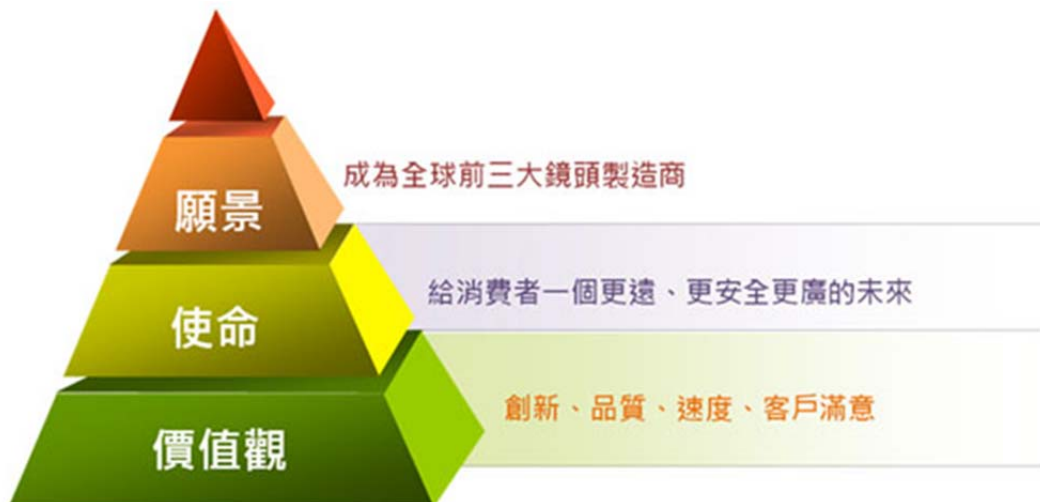 願景
成為全球前三大鏡頭製造商
使命
給消費者一個更遠、更安全更廣的未來
價值觀
創新、品質、速度、客戶滿意